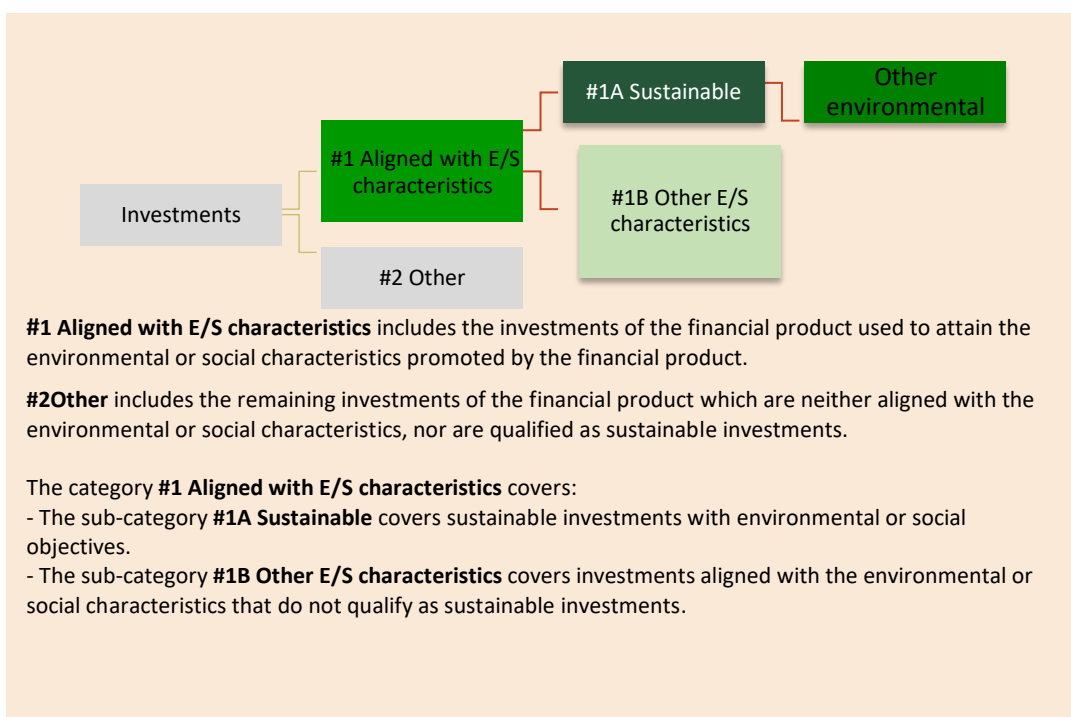 Other
environmental
#1A Sustainable
#1 Aligned with E/S
characteristics
#1B Other E/S
characteristics
Investments
#2 Other
#1 Aligned with E/S characteristics includes the investments of the financial product used to attain the
environmental or social characteristics promoted by the financial product.
#2Other includes the remaining investments of the financial product which are neither aligned with the
environmental or social characteristics, nor are qualified as sustainable investments.
The category #1 Aligned with E/S characteristics covers:
- The sub-category #1A Sustainable covers sustainable investments with environmental or social
objectives.
- The sub-category #1B Other E/S characteristics covers investments aligned with the environmental or
social characteristics that do not qualify as sustainable investments.